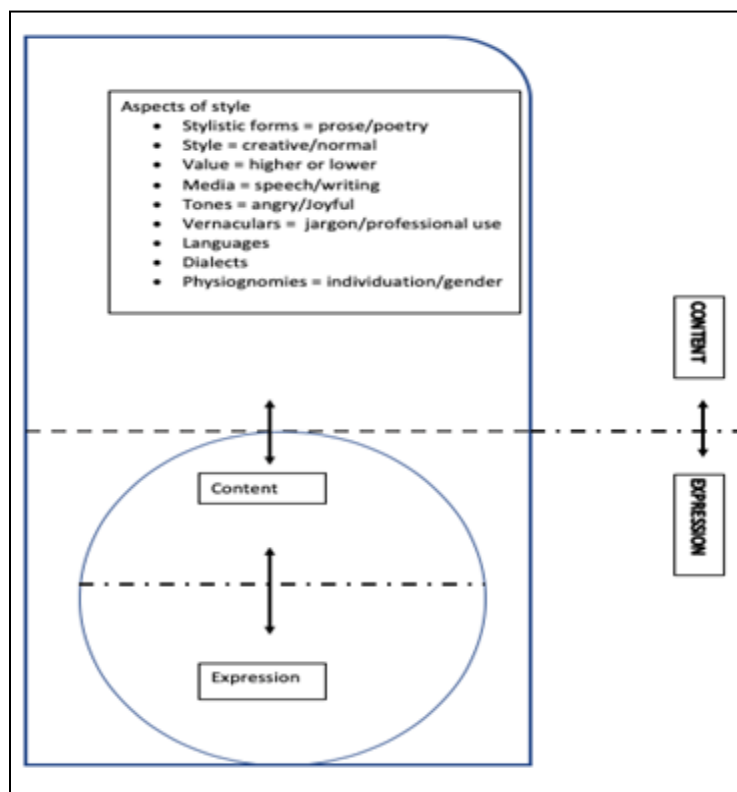 Aspects of style
• Stylistic forms = prose/poetry
• Style = creative/normal
• Value = higher or lower
• Media = speech/writing
• Tones = angry/Joyful
• Vernaculars = jargon/professional use
• Languages
• Dialects
• Physiognomies = individuation/gender
CONTENT
Content
EXPRESSION
Expression